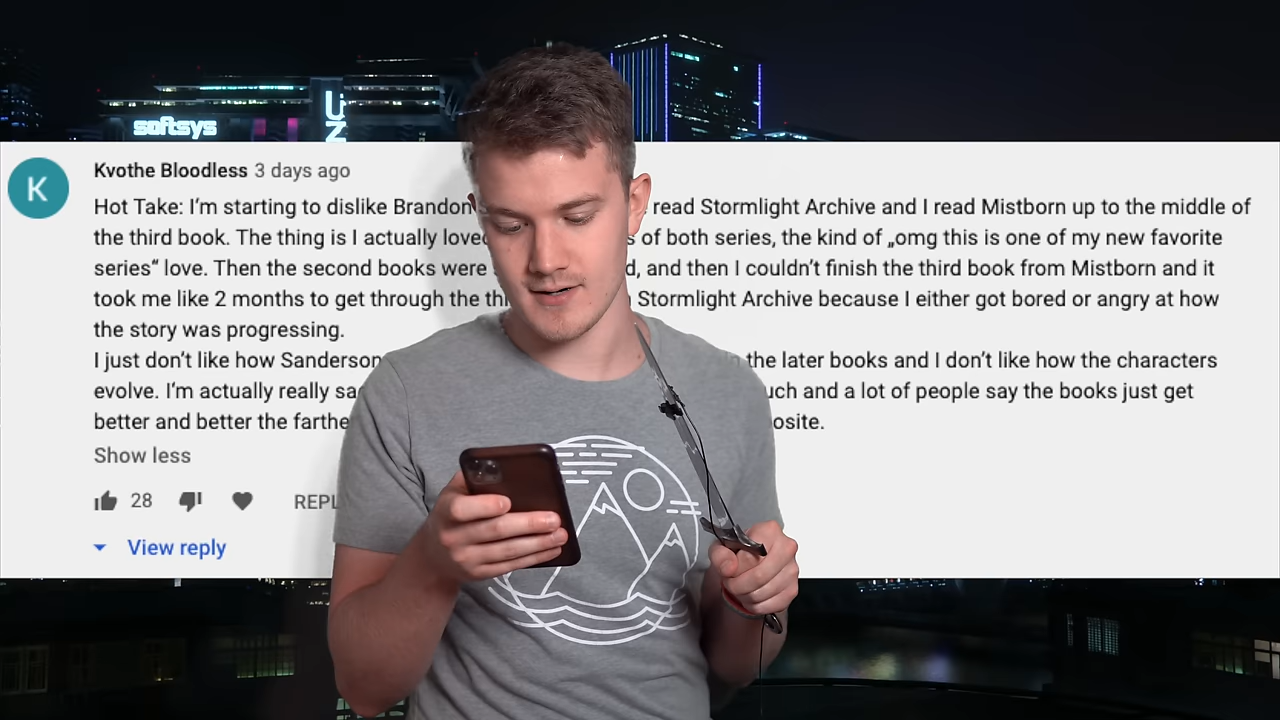 softsys
UZ
K
Kvothe Bloodless 3 days ago
Hot Take: I'm starting to dislike Brandon read Stormlight Archive and I read Mistborn up to the middle of
the third book. The thing is I actually loved of both series, the kind of „omg this is one of my new favorite
series“ love. Then the second books were and then I couldn't finish the third book from Mistborn and it
took me like 2 months to get through the Stormlight Archive because I either got bored or angry at how
the story was progressing.
I just don't like how Sanderson the later books and I don't like how the characters
evolve. I'm actually really and a lot of people say the books just get
better and better the
Show less
28
View reply